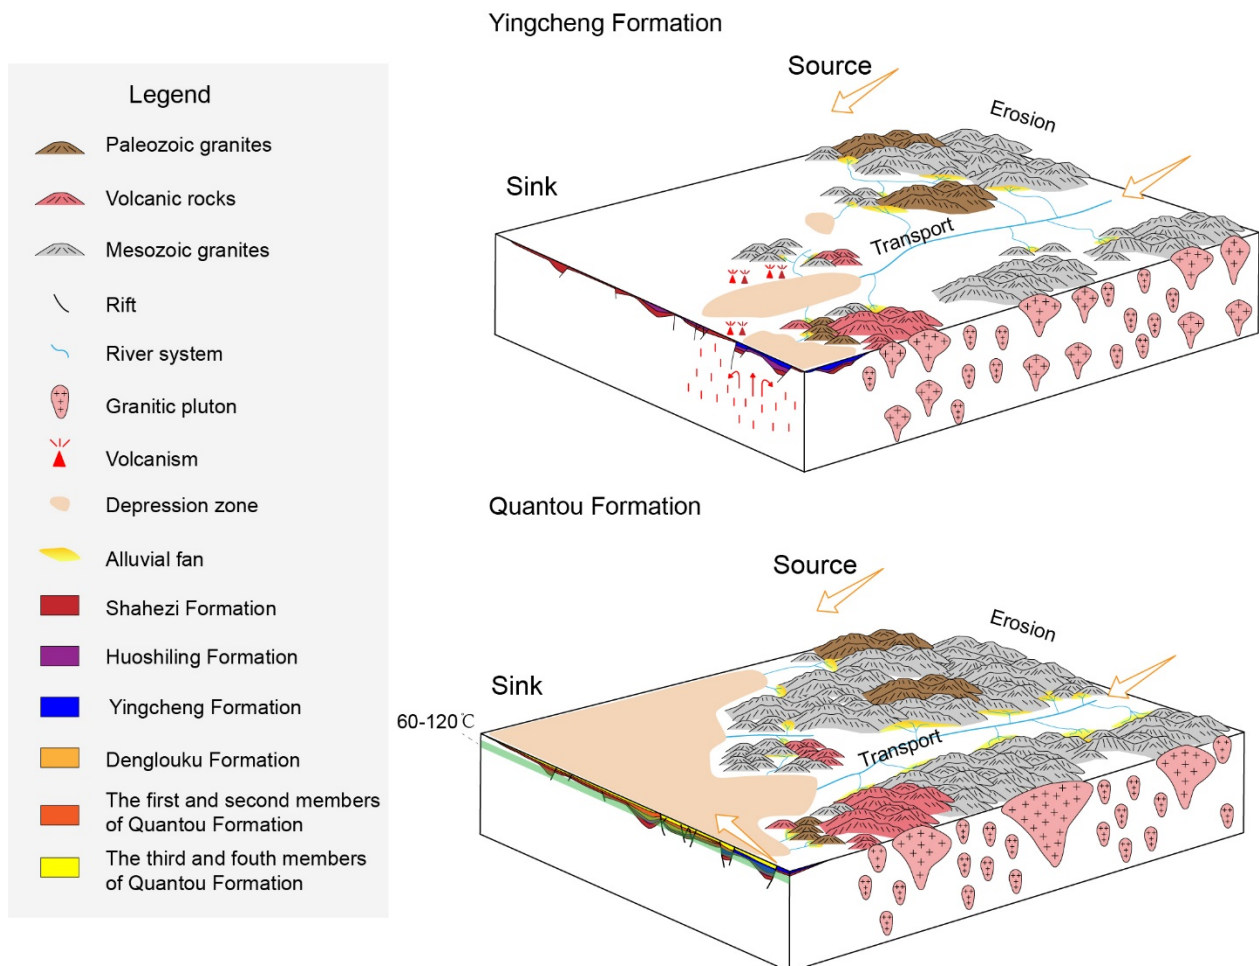 Yingcheng Formation
Source
Erosion
Sink
Transport
Legend
Paleozoic granites
Volcanic rocks
Mesozoic granites
Rift
River system
Granitic pluton
Volcanism
Depression zone
Alluvial fan
Shahezi Formation
Huoshiling Formation
Yingcheng Formation
Denglouku Formation
The first and second members
of Quantou Formation
The third and fouth members
of Quantou Formation
Quantou Formation
Source
Erosion
Sink
60-120℃
Transport